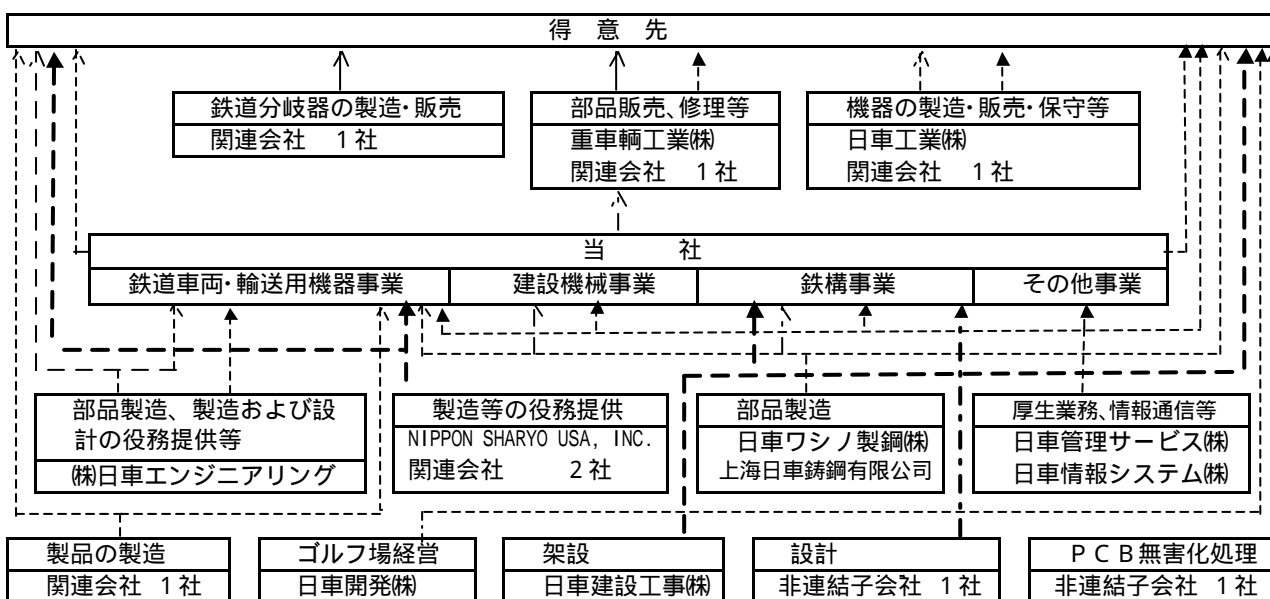 得 意 先
鉄道分岐器の製造・販売
関連会社 1社
部品販売、修理等
重車輌工業㈱
関連会社 1社
機器の製造・販売・保守等
日車工業㈱
関連会社 1社
当 社
鉄道車両・輸送用機器事業
建設機械事業
鉄構事業
その他事業
部品製造、製造および設
計の役務提供等
㈱日車エンジニアリング
製造等の役務提供
NIPPON SHARYO USA, INC.
関連会社 2社
部品製造
日車ワシノ製鋼㈱
上海日車鋳鋼有限公司
厚生業務、情報通信等
日車管理サービス㈱
日車情報システム㈱
製品の製造
関連会社 1社
ゴルフ場経営
日車開発㈱
架設
日車建設工事㈱
設計
非連結子会社 1社
PCB無害化処理
非連結子会社 1社